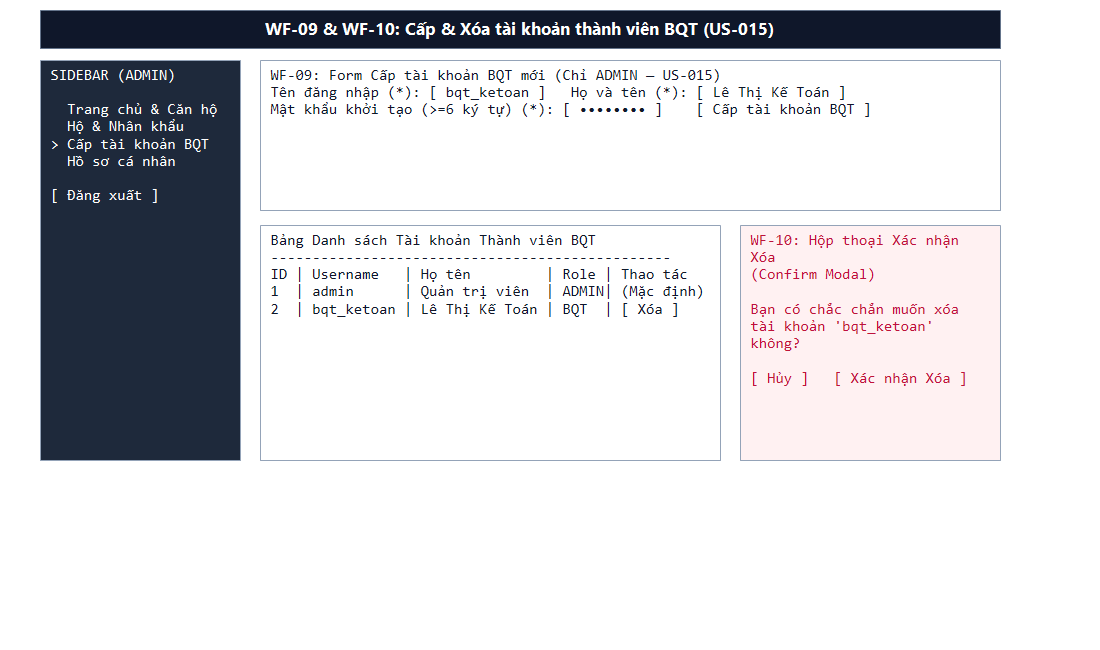 WF-09 & WF-10: Cấp & Xóa tài khoản thành viên BQT (US-015)
SIDEBAR (ADMIN)
Trang chủ & Căn hộ
Hộ & Nhân khẩu
> Cấp tài khoản BQT
Hồ sơ cá nhân
[ Đăng xuất ]
WF-09: Form Cấp tài khoản BQT mới (Chỉ ADMIN — US-015)
Tên đăng nhập (*): [ bqt_ketoan ]   Họ và tên (*): [ Lê Thị Kế Toán ]
Mật khẩu khởi tạo (>=6 ký tự) (*): [ •••••••• ]    [ Cấp tài khoản BQT ]
Bảng Danh sách Tài khoản Thành viên BQT
------------------------------------------------
ID | Username   | Họ tên         | Role | Thao tác
1  | admin      | Quản trị viên  | ADMIN| (Mặc định)
2  | bqt_ketoan | Lê Thị Kế Toán | BQT  | [ Xóa ]
WF-10: Hộp thoại Xác nhận
Xóa
(Confirm Modal)
Bạn có chắc chắn muốn xóa
tài khoản 'bqt_ketoan'
không?
[ Hủy ]   [ Xác nhận Xóa ]